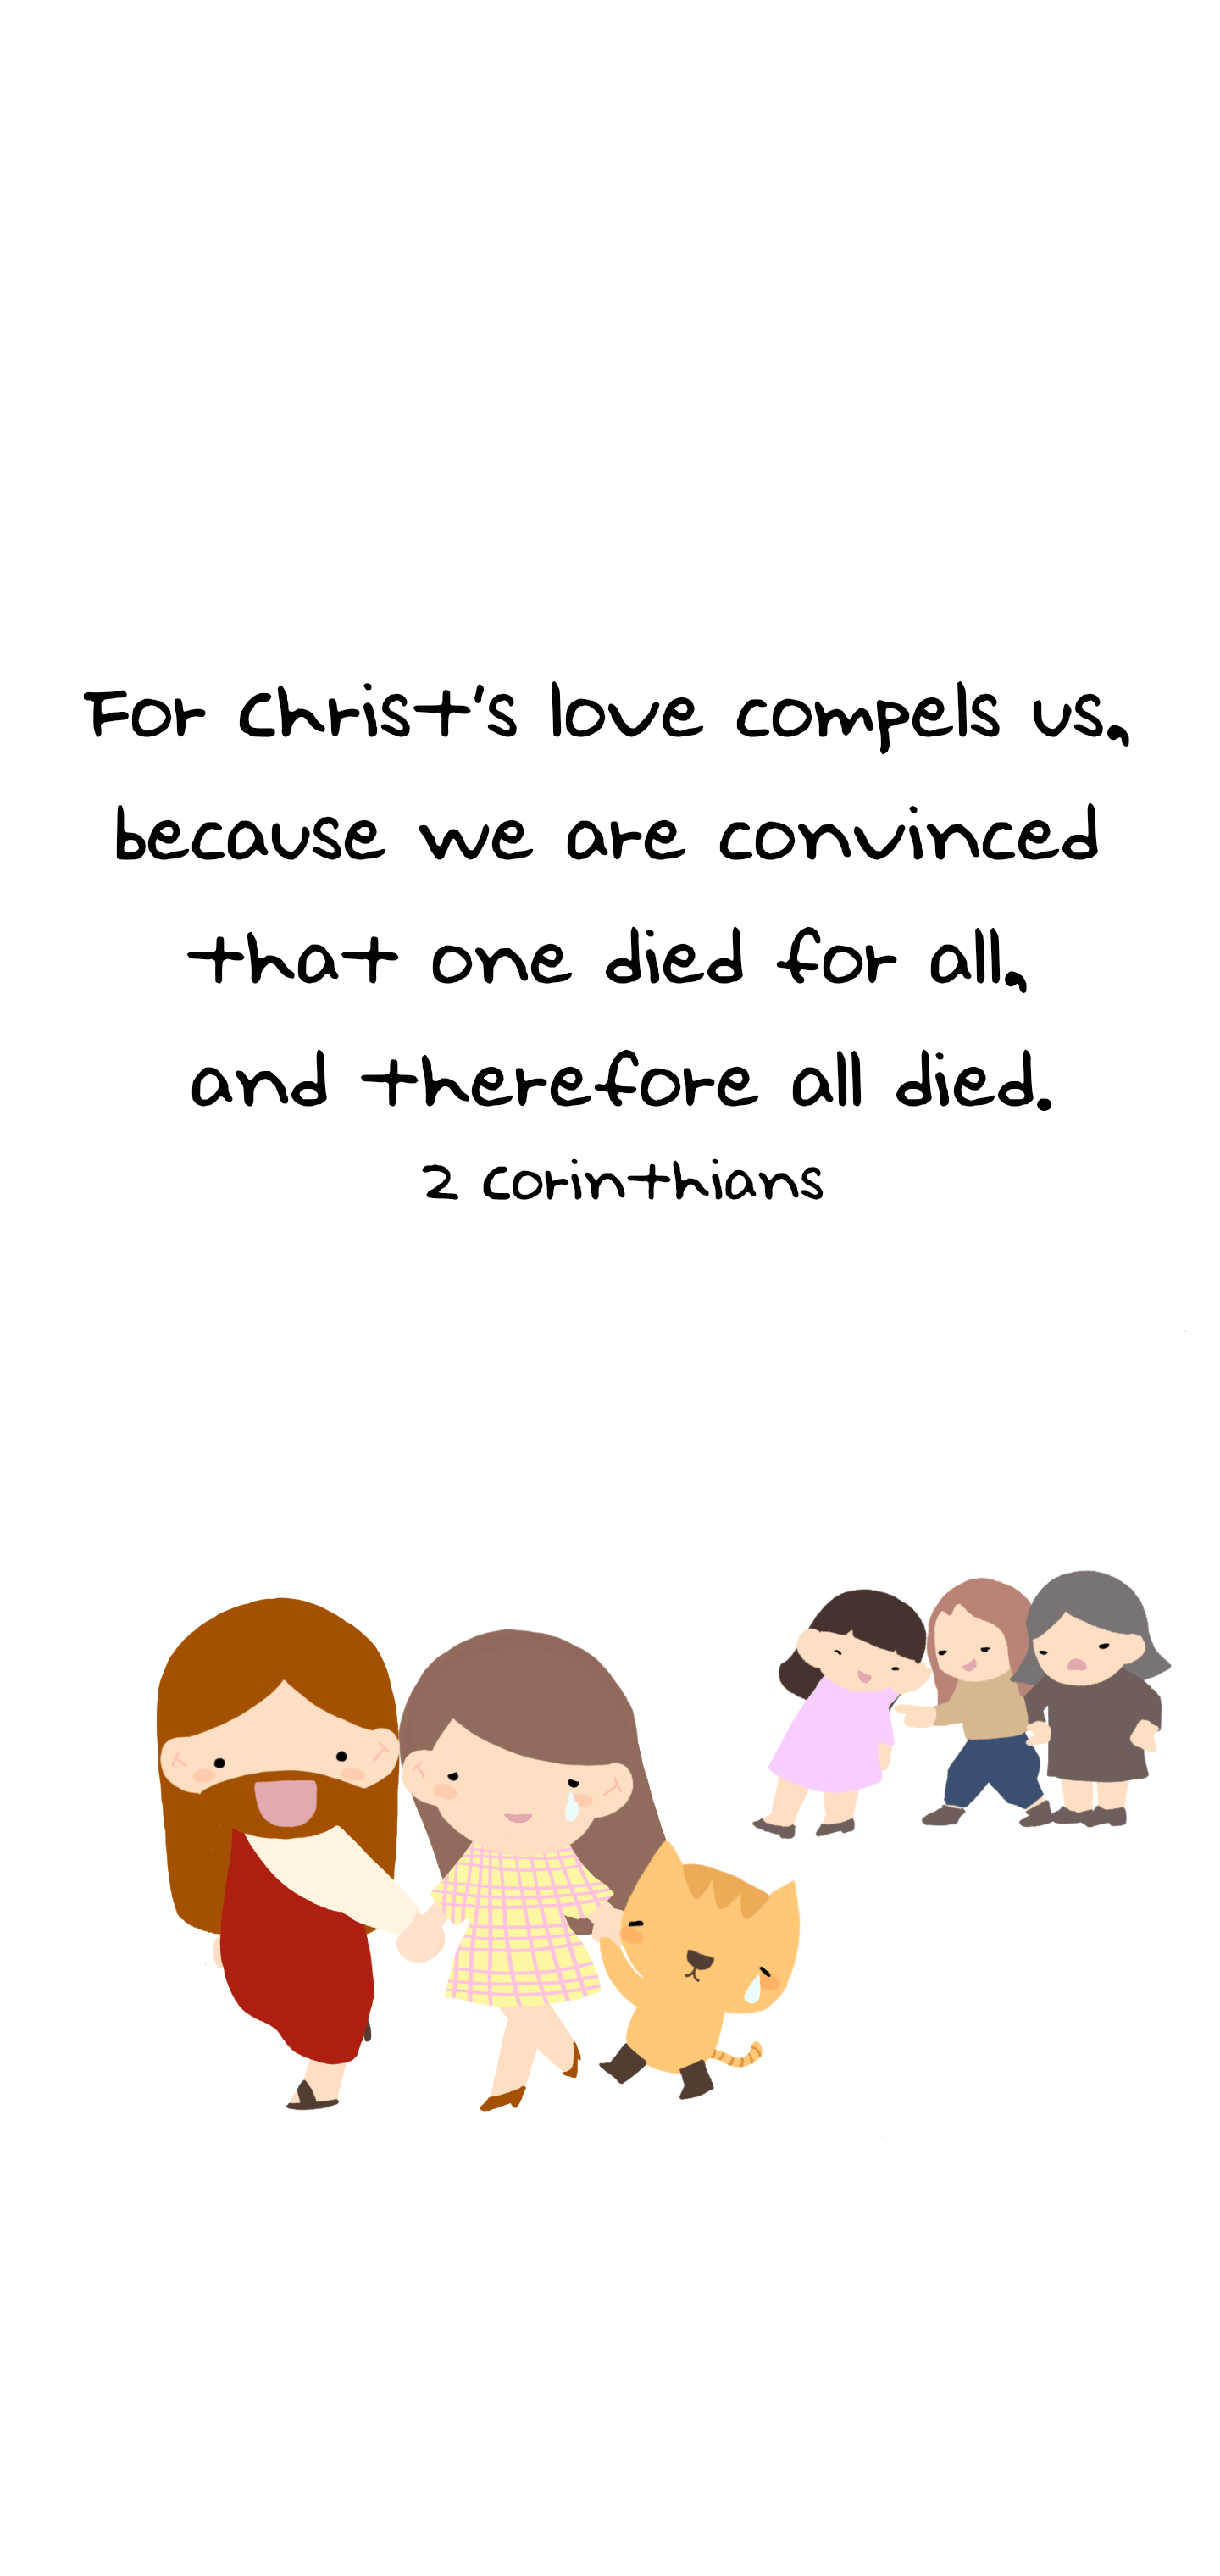 For Christ's love compels us,
because we are convinced
that one died for all,
and therefore all died.
2 Corinthians